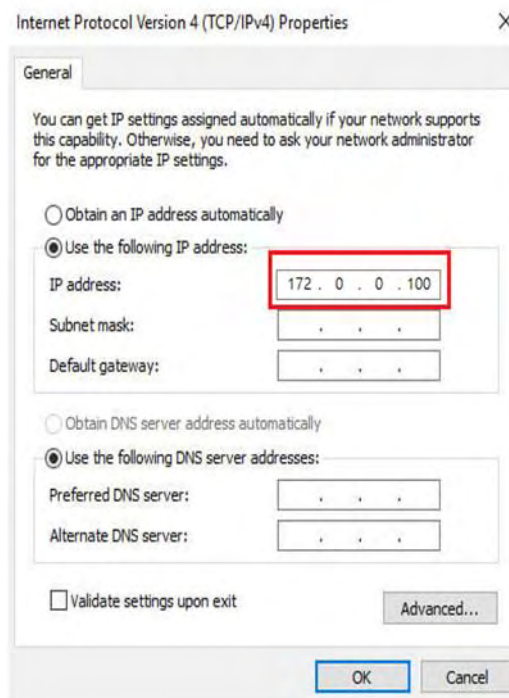 Internet Protocol Version 4 (TCP/IPv4) Properties
General
You can get IP settings assigned automatically if your network supports
this capability. Otherwise, you need to ask your network administrator
for the appropriate IP settings.
Obtain an IP address automatically
Use the following IP address:
IP address: 172 . 0 . 0 . 100
Subnet mask: . . .
Default gateway: . . .
Obtain DNS server address automatically
Use the following DNS server addresses:
Preferred DNS server: . . .
Alternate DNS server: . . .
Validate settings upon exit
Advanced...
OK Cancel